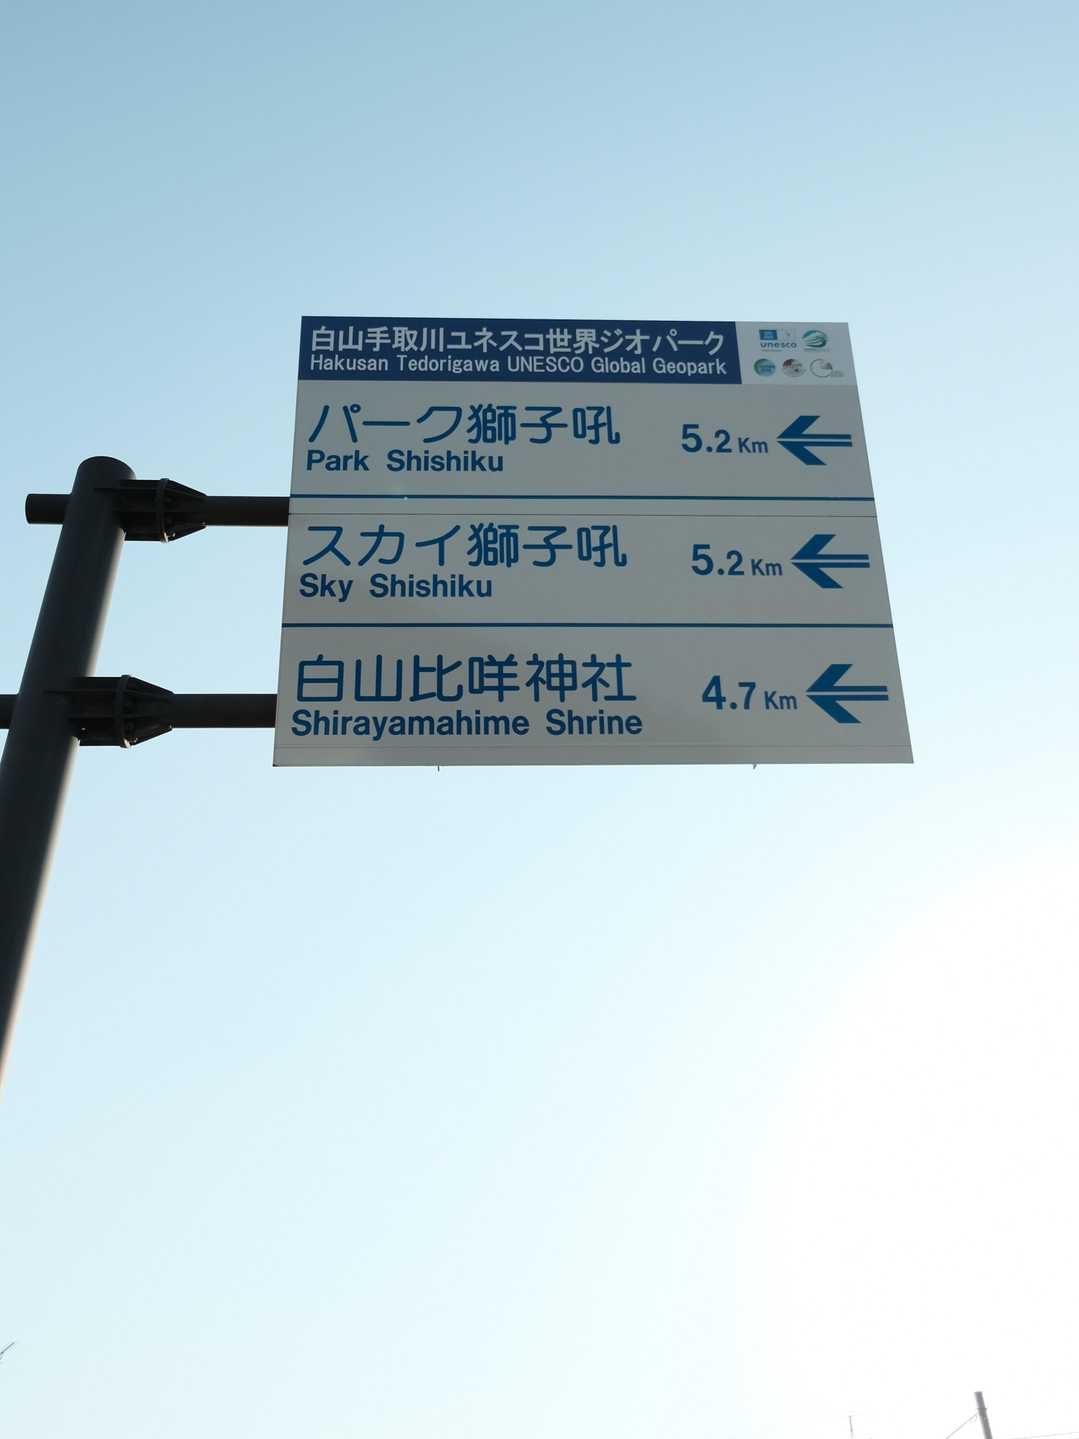 白山手取川ユネスコ世界ジオパーク
Hakusan Tedorigawa UNESCO Global Geopark
unesco
パーク獅子吼 5.2 Km
Park Shishiku
スカイ獅子吼 5.2 Km
Sky Shishiku
白山比咩神社 4.7 Km
Shirayamahime Shrine